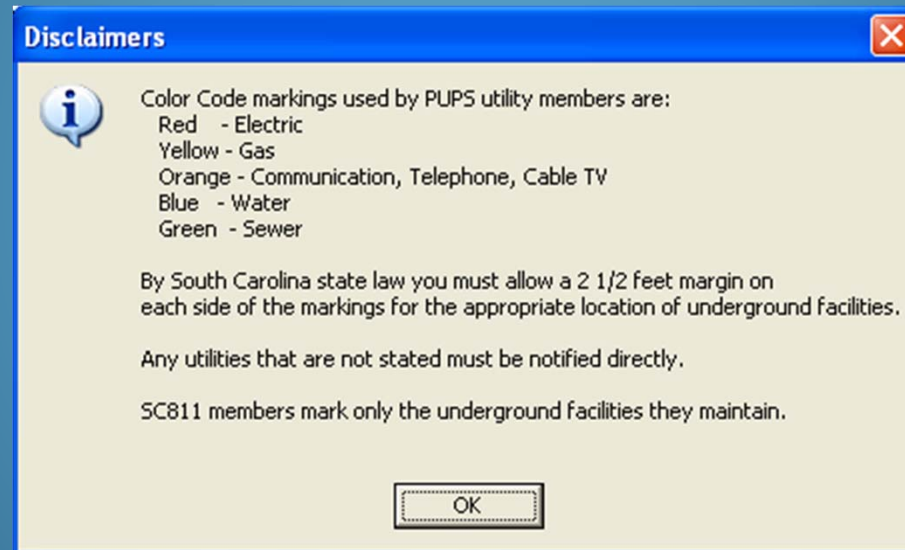 Disclaimers
Color Code markings used by PUPS utility members are:
Red - Electric
Yellow - Gas
Orange - Communication, Telephone, Cable TV
Blue - Water
Green - Sewer
By South Carolina state law you must allow a 2 1/2 feet margin on
each side of the markings for the appropriate location of underground facilities.
Any utilities that are not stated must be notified directly.
SC811 members mark only the underground facilities they maintain.
OK